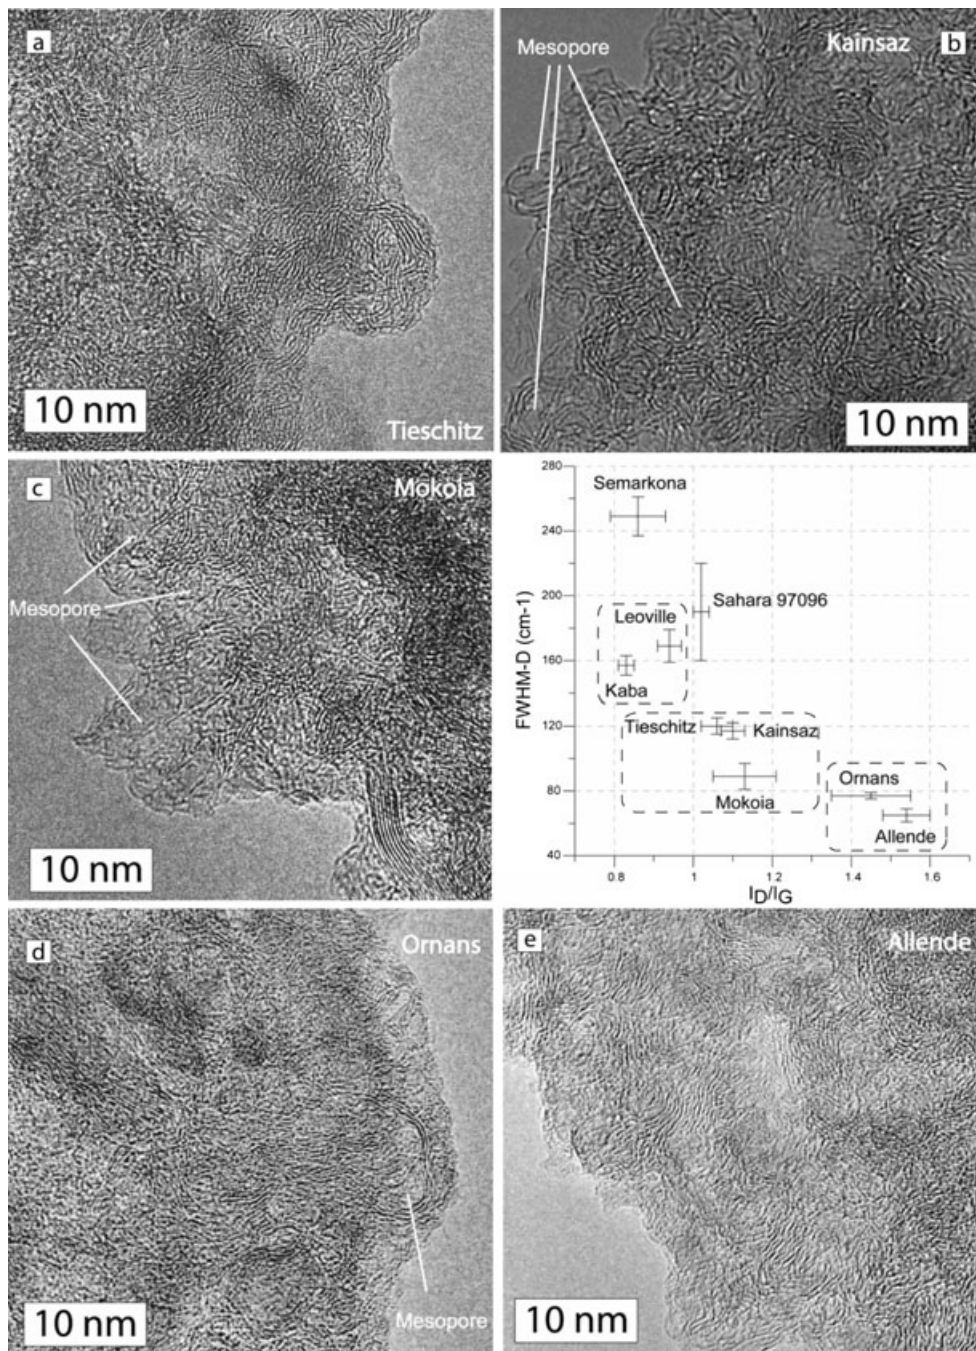 a
10 nm
Tieschitz
Mesopore
Kainsaz
b
10 nm
c
Mokoia
Mesopore
10 nm
280
240
200
160
120
80
40
FWHM-D (cm-1)
Semarkona
Sahara 97096
Leoville
Kaba
Tieschitz
Kainsaz
Mokoia
Ornans
Allende
0.8
1
1.2
1.4
1.6
ID/IG
d
Ornans
Mesopore
10 nm
e
Allende
10 nm